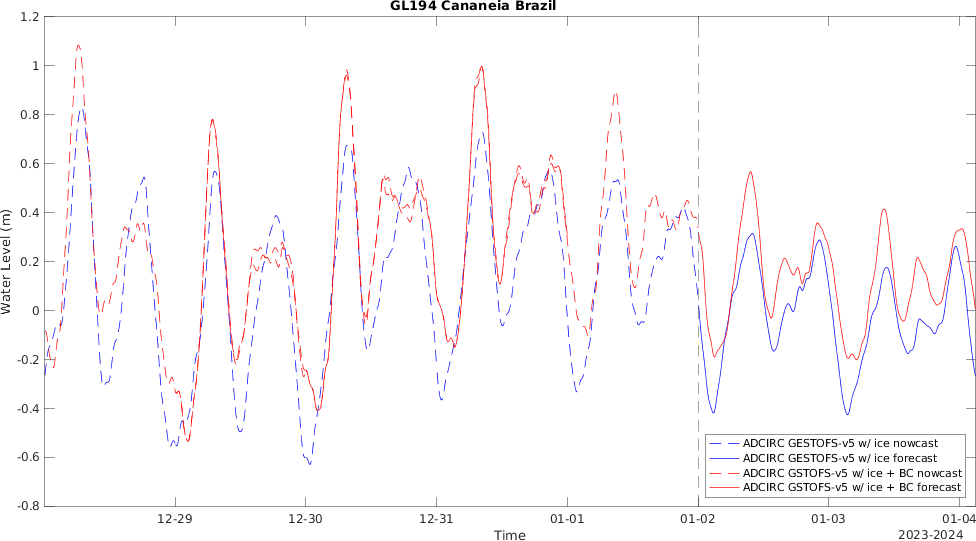 GL194 Cananeia Brazil
1.2
1
0.8
0.6
0.4
0.2
0
-0.2
-0.4
-0.6
-0.8
Water Level (m)
ADCIRC GESTOFS-v5 w/ ice nowcast
ADCIRC GESTOFS-v5 w/ ice forecast
ADCIRC GSTOFS-v5 w/ ice + BC nowcast
ADCIRC GSTOFS-v5 w/ ice + BC forecast
12-29 12-30 12-31 01-01 01-02 01-03 01-04
Time
2023-2024